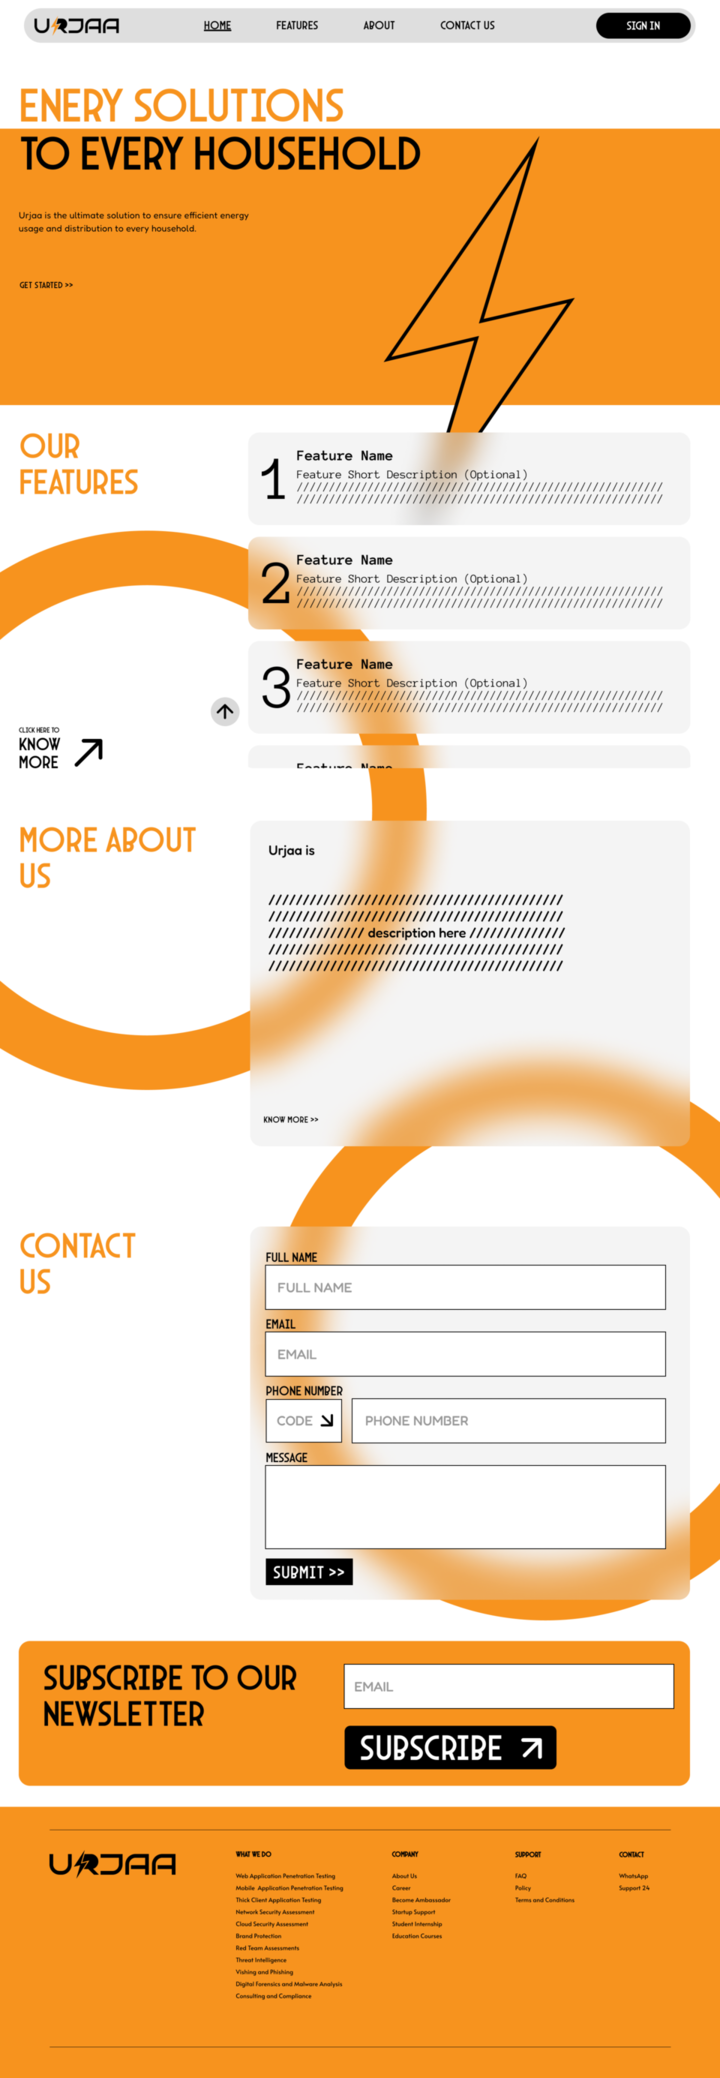 URJAA
HOME FEATURES ABOUT CONTACT US SIGN IN
ENERY SOLUTIONS
TO EVERY HOUSEHOLD
Urjaa is the ultimate solution to ensure efficient energy
usage and distribution to every household.
GET STARTED >>
OUR
FEATURES
1
Feature Name
Feature Short Description (Optional)
///////////////////////////////////////////////////////
///////////////////////////////////////////////////////
2
Feature Name
Feature Short Description (Optional)
///////////////////////////////////////////////////////
///////////////////////////////////////////////////////
3
Feature Name
Feature Short Description (Optional)
///////////////////////////////////////////////////////
///////////////////////////////////////////////////////
Feature Name
CLICK HERE TO
KNOW
MORE
MORE ABOUT
US
Urjaa is
///////////////////////////////////////////
///////////////////////////////////////////
////////////// description here //////////////
///////////////////////////////////////////
///////////////////////////////////////////
KNOW MORE >>
CONTACT
US
FULL NAME
FULL NAME
EMAIL
EMAIL
PHONE NUMBER
CODE PHONE NUMBER
MESSAGE
SUBMIT >>
SUBSCRIBE TO OUR
NEWSLETTER
EMAIL
SUBSCRIBE
URJAA
WHAT WE DO
Web Application Penetration Testing
Mobile Application Penetration Testing
Thick Client Application Testing
Network Security Assessment
Cloud Security Assessment
Brand Protection
Red Team Assessments
Threat Intelligence
Vishing and Phishing
Digital Forensics and Malware Analysis
Consulting and Compliance
COMPANY
About Us
Career
Become Ambassador
Startup Support
Student Internship
Education Courses
SUPPORT
FAQ
Policy
Terms and Conditions
CONTACT
WhatsApp
Support 24